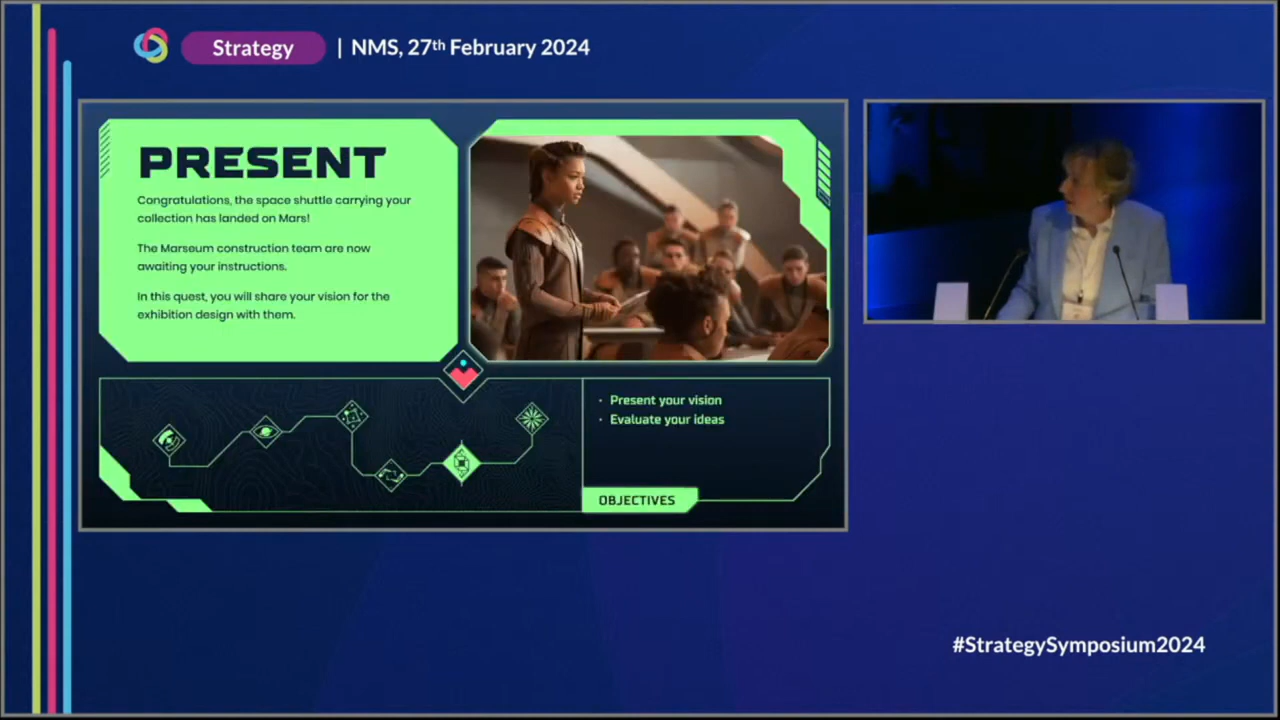 Strategy | NMS, 27th February 2024
PRESENT
Congratulations, the space shuttle carrying your
collection has landed on Mars!
The Marseum construction team are now
awaiting your instructions.
In this quest, you will share your vision for the
exhibition design with them.
· Present your vision
· Evaluate your ideas
OBJECTIVES
#StrategySymposium2024